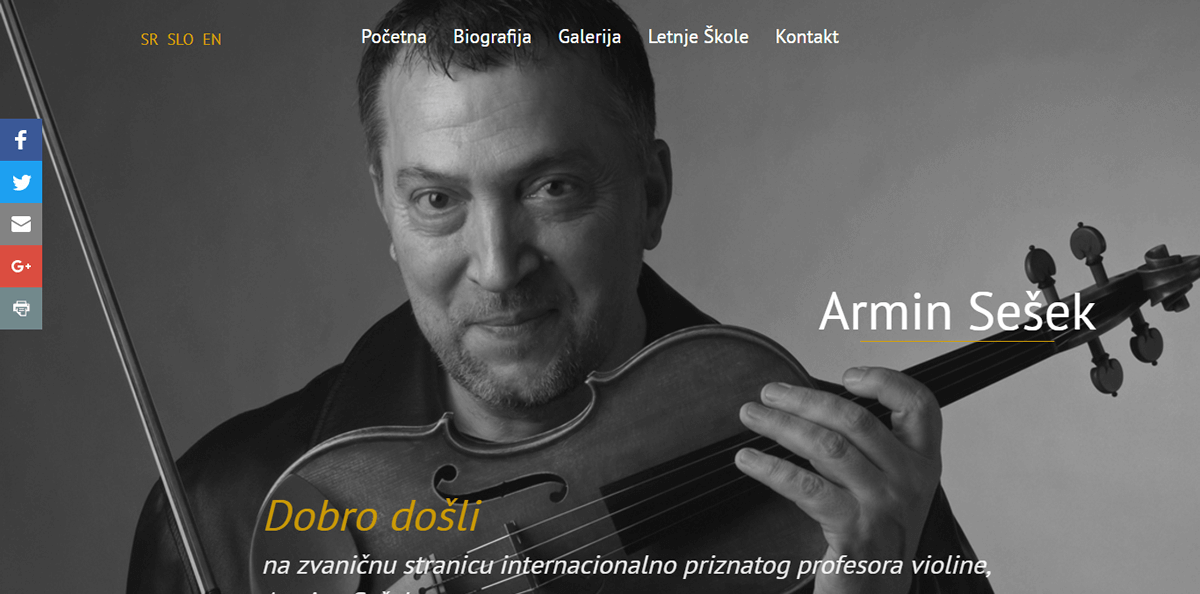 SR SLO EN
Početna Biografija Galerija Letnje Škole Kontakt
Armin Sešek
Dobro došli
na zvaničnu stranicu internacionalno priznatog profesora violine,